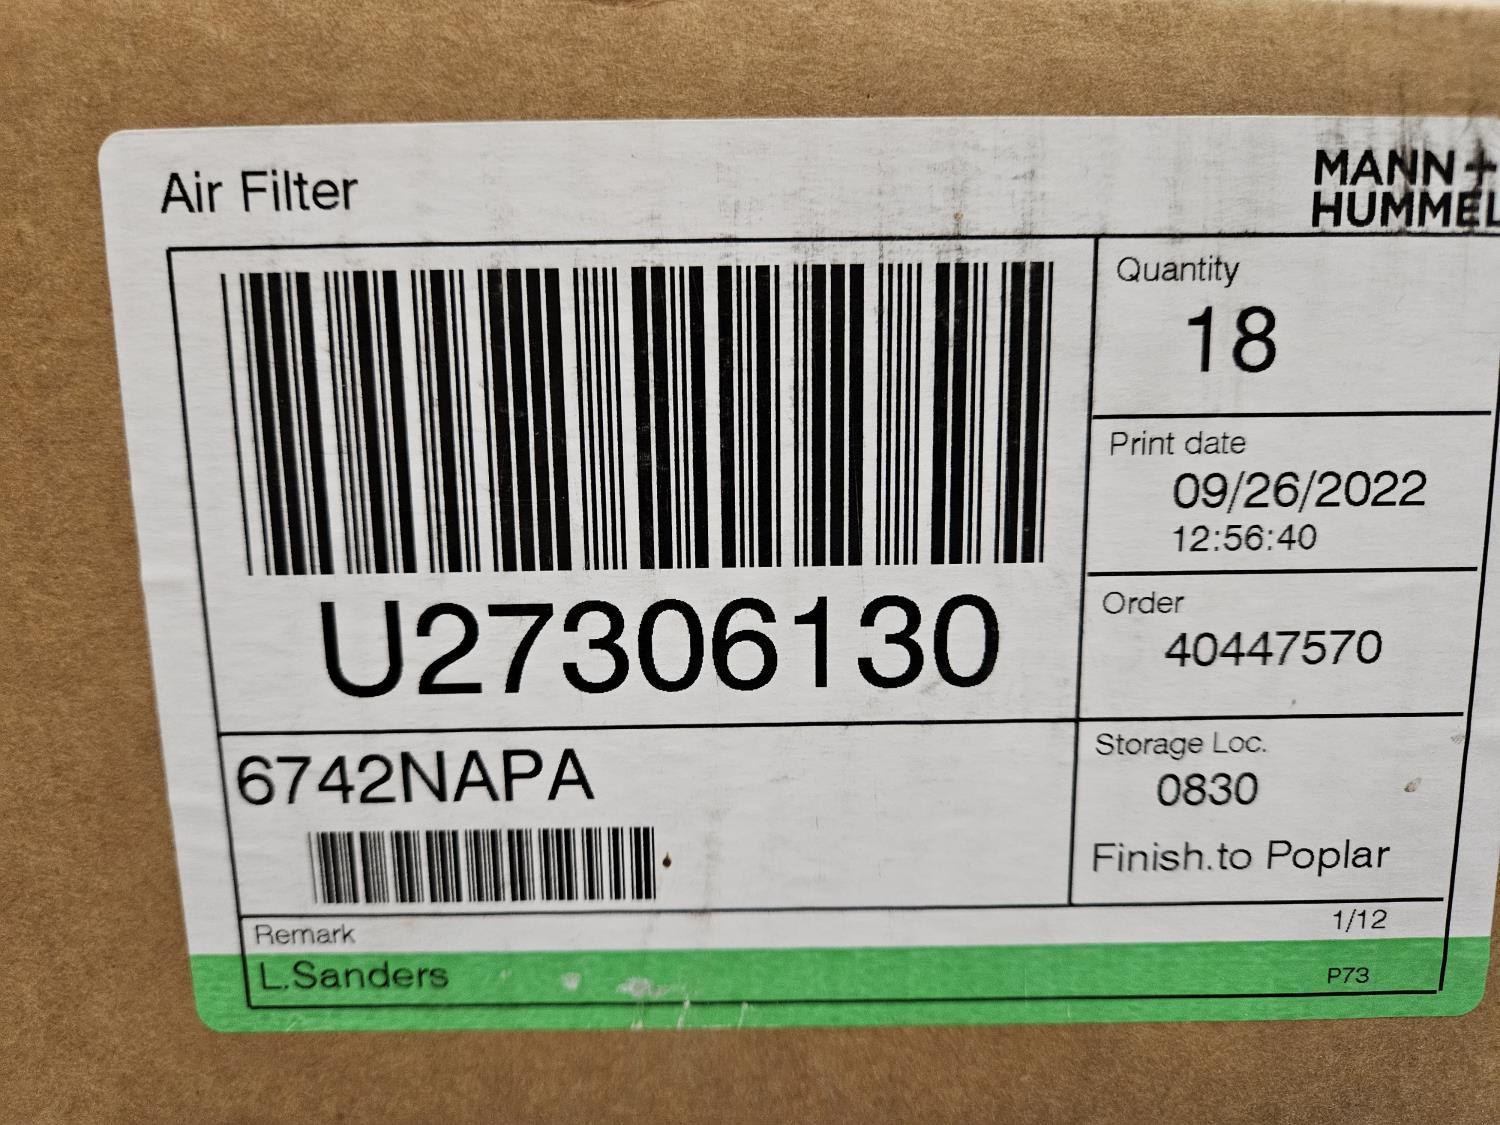 Air Filter
MANN+
HUMMEL
Quantity
18
Print date
09/26/2022
12:56:40
U27306130
Order
40447570
6742NAPA
Storage Loc.
0830
Finish.to Poplar
Remark
1/12
L.Sanders
P73